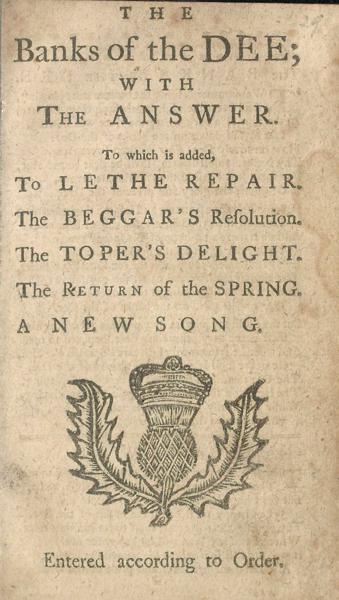 THE
Banks of the DEE;
WITH
THE ANSWER.
To which is added,
To LETHE REPAIR.
The BEGGAR'S Reſolution.
The TOPER'S DELIGHT.
The RETURN of the SPRING.
A NEW SONG.
Entered according to Order.